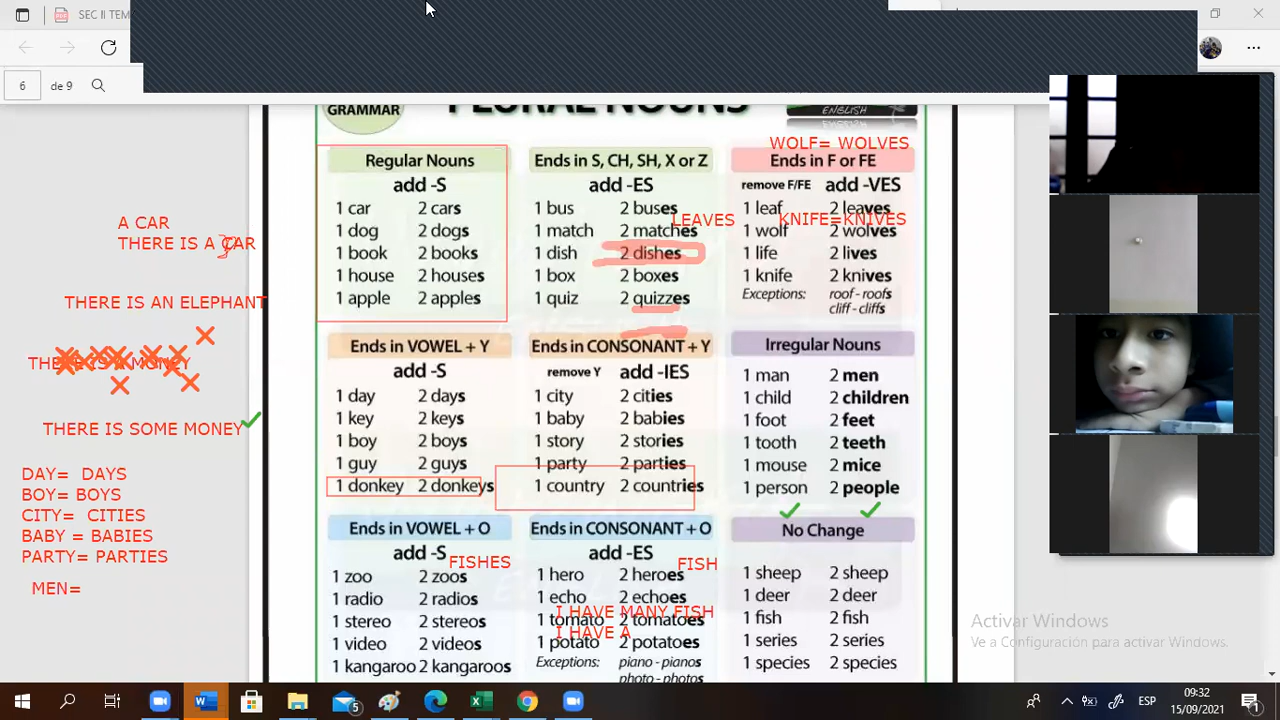 SEC II TEM
6 de 9
GRAMMAR
PLURAL NOUNS
ENGLISH
WOLF= WOLVES
Regular Nouns
add -S
1 car 2 cars
1 dog 2 dogs
1 book 2 books
1 house 2 houses
1 apple 2 apples
Ends in S, CH, SH, X or Z
add -ES
1 bus 2 buses
1 match 2 matches
1 dish 2 dishes
1 box 2 boxes
1 quiz 2 quizzes
LEAVES
Ends in F or FE
remove F/FE add -VES
1 leaf 2 leaves
KNIFE=KNIVES
1 wolf 2 wolves
1 life 2 lives
1 knife 2 knives
Exceptions: roof - roofs
cliff - cliffs
A CAR
THERE IS A CAR
THERE IS AN ELEPHANT
THERE IS A MONEY
THERE IS SOME MONEY
DAY= DAYS
BOY= BOYS
CITY= CITIES
BABY = BABIES
PARTY= PARTIES
MEN=
Ends in VOWEL + Y
add -S
1 day 2 days
1 key 2 keys
1 boy 2 boys
1 guy 2 guys
1 donkey 2 donkeys
Ends in CONSONANT + Y
remove Y add -IES
1 city 2 cities
1 baby 2 babies
1 story 2 stories
1 party 2 parties
1 country 2 countries
Irregular Nouns
1 man 2 men
1 child 2 children
1 foot 2 feet
1 tooth 2 teeth
1 mouse 2 mice
1 person 2 people
Ends in VOWEL + O
add -S
FISHES
1 zoo 2 zoos
1 radio 2 radios
1 stereo 2 stereos
1 video 2 videos
1 kangaroo 2 kangaroos
Ends in CONSONANT + O
add -ES
FISH
1 hero 2 heroes
1 echo 2 echoes
I HAVE MANY FISH
1 tomato 2 tomatoes
I HAVE A
1 potato 2 potatoes
Exceptions: piano - pianos
photo - photos
No Change
1 sheep 2 sheep
1 deer 2 deer
1 fish 2 fish
1 series 2 series
1 species 2 species
Activar Windows
Ve a Configuración para activar Windows.
5
ESP
09:32
15/09/2021
1